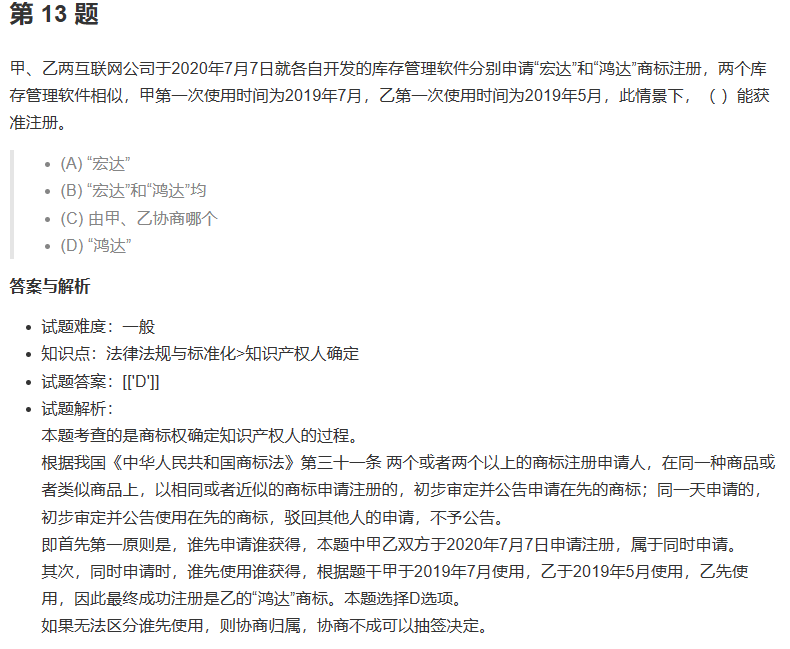 第 13 题
甲、乙两互联网公司于2020年7月7日就各自开发的库存管理软件分别申请“宏达”和“鸿达”商标注册，两个库
存管理软件相似，甲第一次使用时间为2019年7月，乙第一次使用时间为2019年5月，此情景下，（ ）能获
准注册。
(A) “宏达”
(B) “宏达”和“鸿达”均
(C) 由甲、乙协商哪个
(D) “鸿达”
答案与解析
试题难度：一般
知识点：法律法规与标准化>知识产权人确定
试题答案：[['D']]
试题解析：
本题考查的是商标权确定知识产权人的过程。
根据我国《中华人民共和国商标法》第三十一条 两个或者两个以上的商标注册申请人，在同一种商品或
者类似商品上，以相同或者近似的商标申请注册的，初步审定并公告申请在先的商标；同一天申请的，
初步审定并公告使用在先的商标，驳回其他人的申请，不予公告。
即首先第一原则是，谁先申请谁获得，本题中甲乙双方于2020年7月7日申请注册，属于同时申请。
其次，同时申请时，谁先使用谁获得，根据题干甲于2019年7月使用，乙于2019年5月使用，乙先使
用，因此最终成功注册是乙的“鸿达”商标。本题选择D选项。
如果无法区分谁先使用，则协商归属，协商不成可以抽签决定。